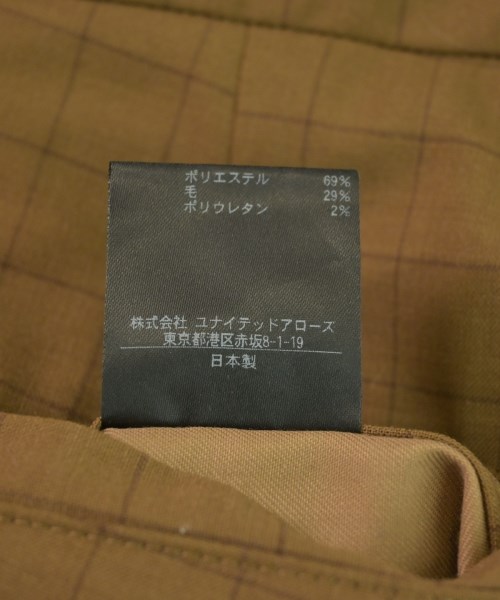 ポリエステル 69%
毛 29%
ポリウレタン 2%
株式会社 ユナイテッドアローズ
東京都港区赤坂8-1-19
日本製